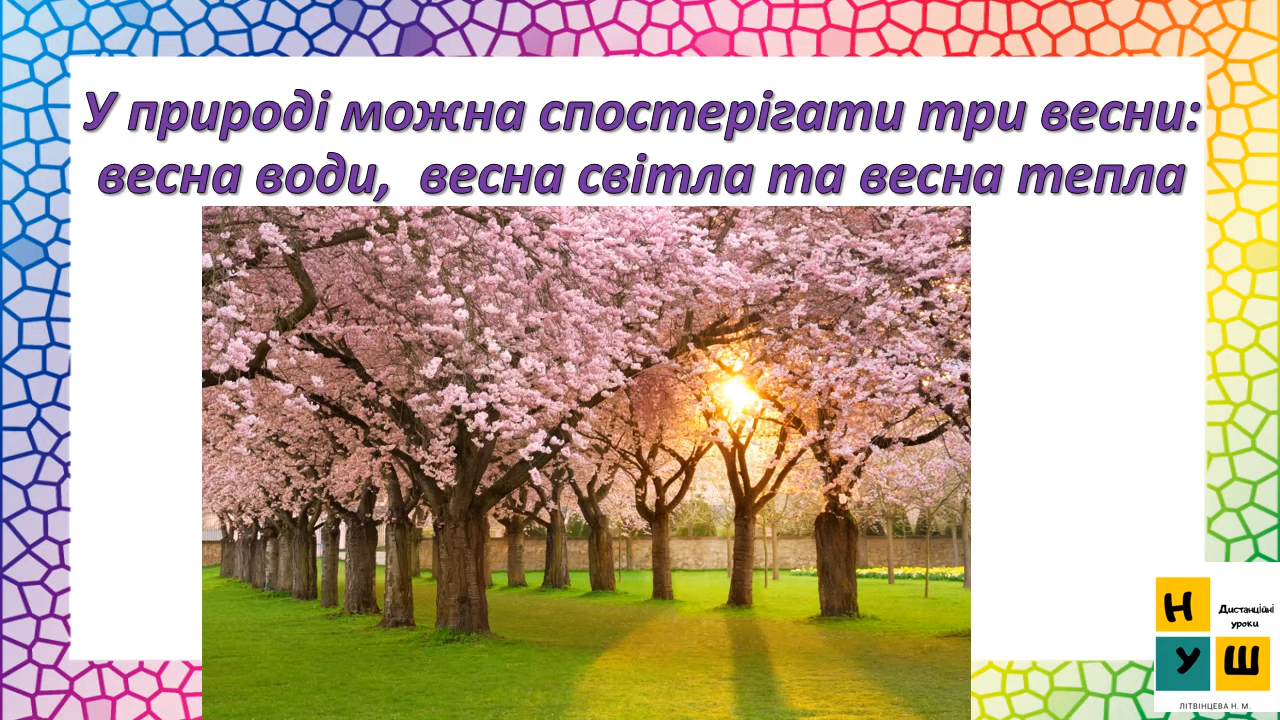 У природі можна спостерігати три весни:
весна води, весна світла та весна тепла
Н
Дистанційні
уроки
У Ш
ЛІТВІНЦЕВА Н. М.